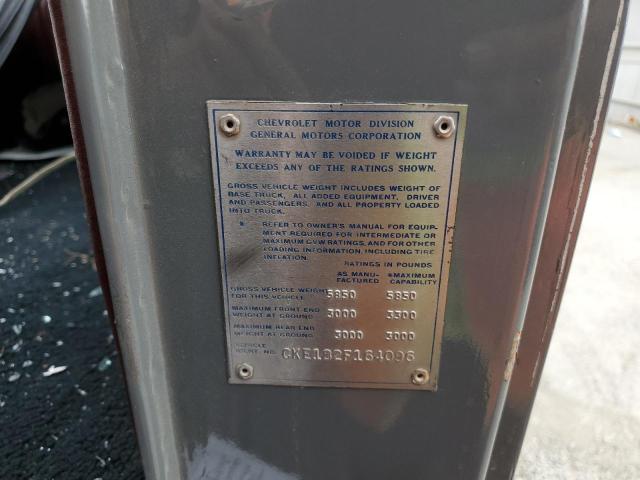 CHEVROLET MOTOR DIVISION
GENERAL MOTORS CORPORATION
WARRANTY MAY BE VOIDED IF WEIGHT
EXCEEDS ANY OF THE RATINGS SHOWN.
GROSS VEHICLE WEIGHT INCLUDES WEIGHT OF
BASE TRUCK, ALL ADDED EQUIPMENT, DRIVER
AND PASSENGERS, AND ALL PROPERTY LOADED
INTO TRUCK.
* REFER TO OWNER'S MANUAL FOR EQUIP-
MENT REQUIRED FOR INTERMEDIATE OR
MAXIMUM GVW RATINGS, AND FOR OTHER
LOADING INFORMATION, INCLUDING TIRE
INFLATION.
RATINGS IN POUNDS
AS MANU- *MAXIMUM
FACTURED CAPABILITY
GROSS VEHICLE WEIGHT
FOR THIS VEHICLE 5850 5850
MAXIMUM FRONT END
WEIGHT AT GROUND 3000 3300
MAXIMUM REAR END
WEIGHT AT GROUND 3000 3000
VEHICLE
IDENT. NO. CKE132F164096